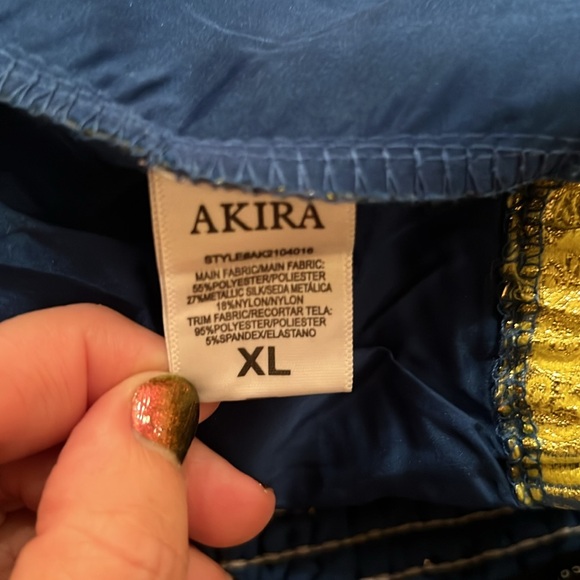 AKIRA
STYLE#AK2104016
MAIN FABRIC/MAIN FABRIC:
55%POLYESTER/POLIESTER
27%METALLIC SILK/SEDA METÁLICA
18%NYLON/NYLON
TRIM FABRIC/RECORTAR TELA:
95%POLYESTER/POLIESTER
5%SPANDEX/ELASTANO
XL